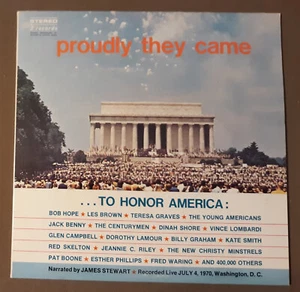 STEREO
proudly they came
...TO HONOR AMERICA:
BOB HOPE ★ LES BROWN ★ TERESA GRAVES ★ THE YOUNG AMERICANS
JACK BENNY ★ THE CENTURYMEN ★ DINAH SHORE ★ VINCE LOMBARDI
GLEN CAMPBELL ★ DOROTHY LAMOUR ★ BILLY GRAHAM ★ KATE SMITH
RED SKELTON ★ JEANNIE C. RILEY ★ THE NEW CHRISTY MINSTRELS
PAT BOONE ★ ESTHER PHILLIPS ★ FRED WARING ★ AND 400,000 OTHERS
Narrated by JAMES STEWART ★ Recorded Live JULY 4, 1970, Washington, D.C.